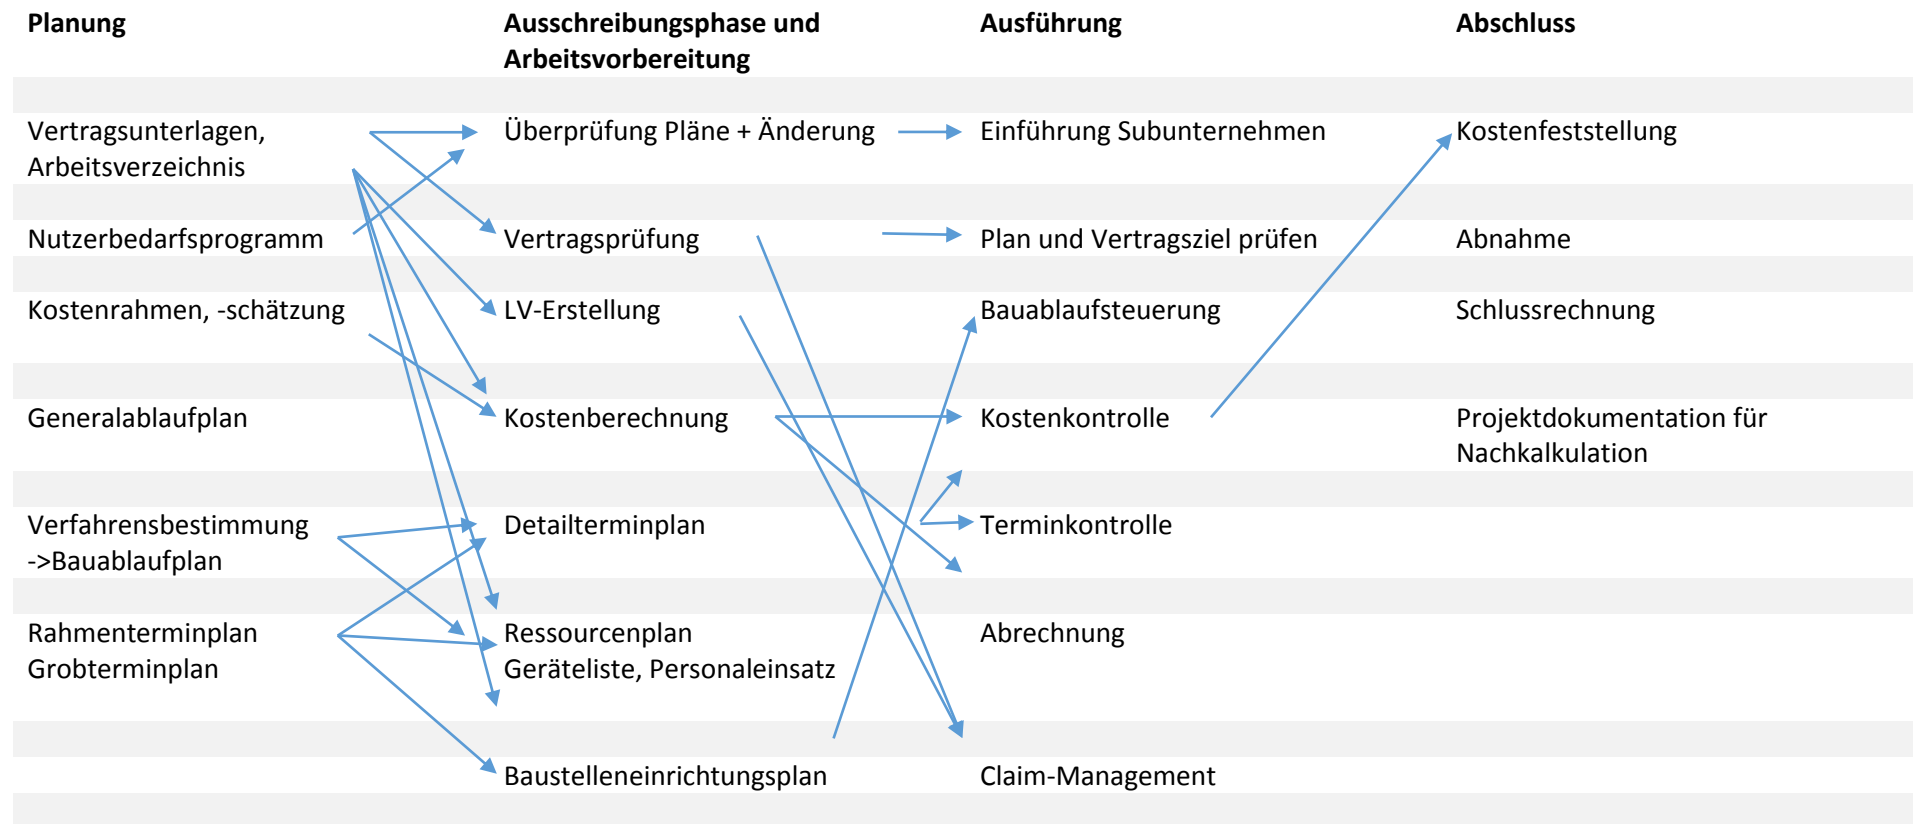 Planung
Ausschreibungsphase und
Arbeitsvorbereitung
Ausführung
Abschluss
Vertragsunterlagen,
Arbeitsverzeichnis
Überprüfung Pläne + Änderung
Einführung Subunternehmen
Kostenfeststellung
Nutzerbedarfsprogramm
Vertragsprüfung
Plan und Vertragsziel prüfen
Abnahme
Kostenrahmen, -schätzung
LV-Erstellung
Bauablaufsteuerung
Schlussrechnung
Generalablaufplan
Kostenberechnung
Kostenkontrolle
Projektdokumentation für
Nachkalkulation
Verfahrensbestimmung
->Bauablaufplan
Detailterminplan
Terminkontrolle
Rahmenterminplan
Grobterminplan
Ressourcenplan
Geräteliste, Personaleinsatz
Abrechnung
Baustelleneinrichtungsplan
Claim-Management